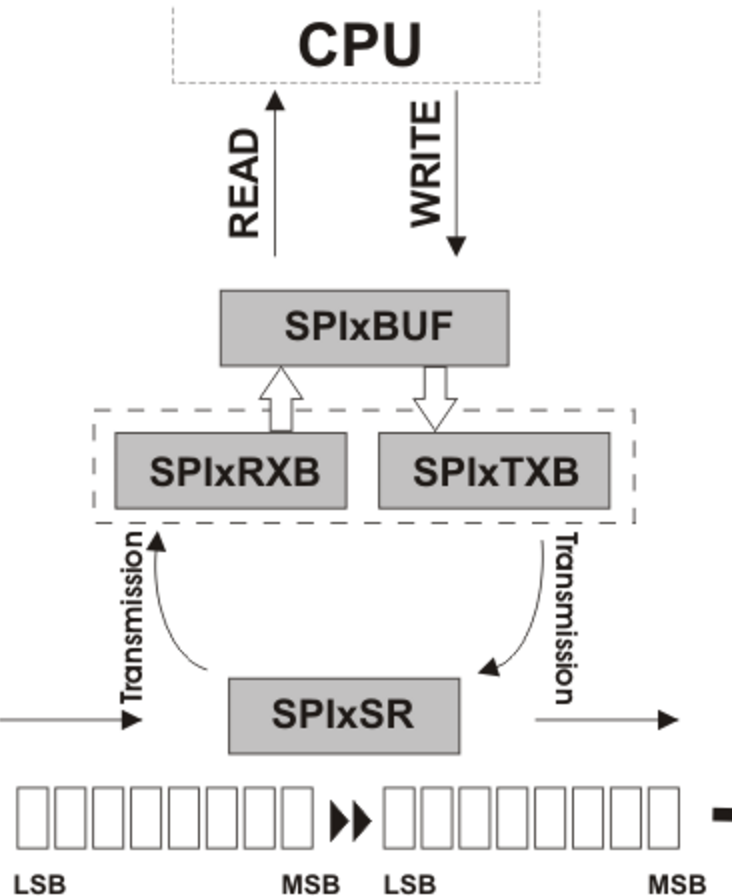 CPU
READ
WRITE
SPIxBUF
SPIxRXB
SPIxTXB
Transmission
Transmission
SPIxSR
LSB
MSB
LSB
MSB